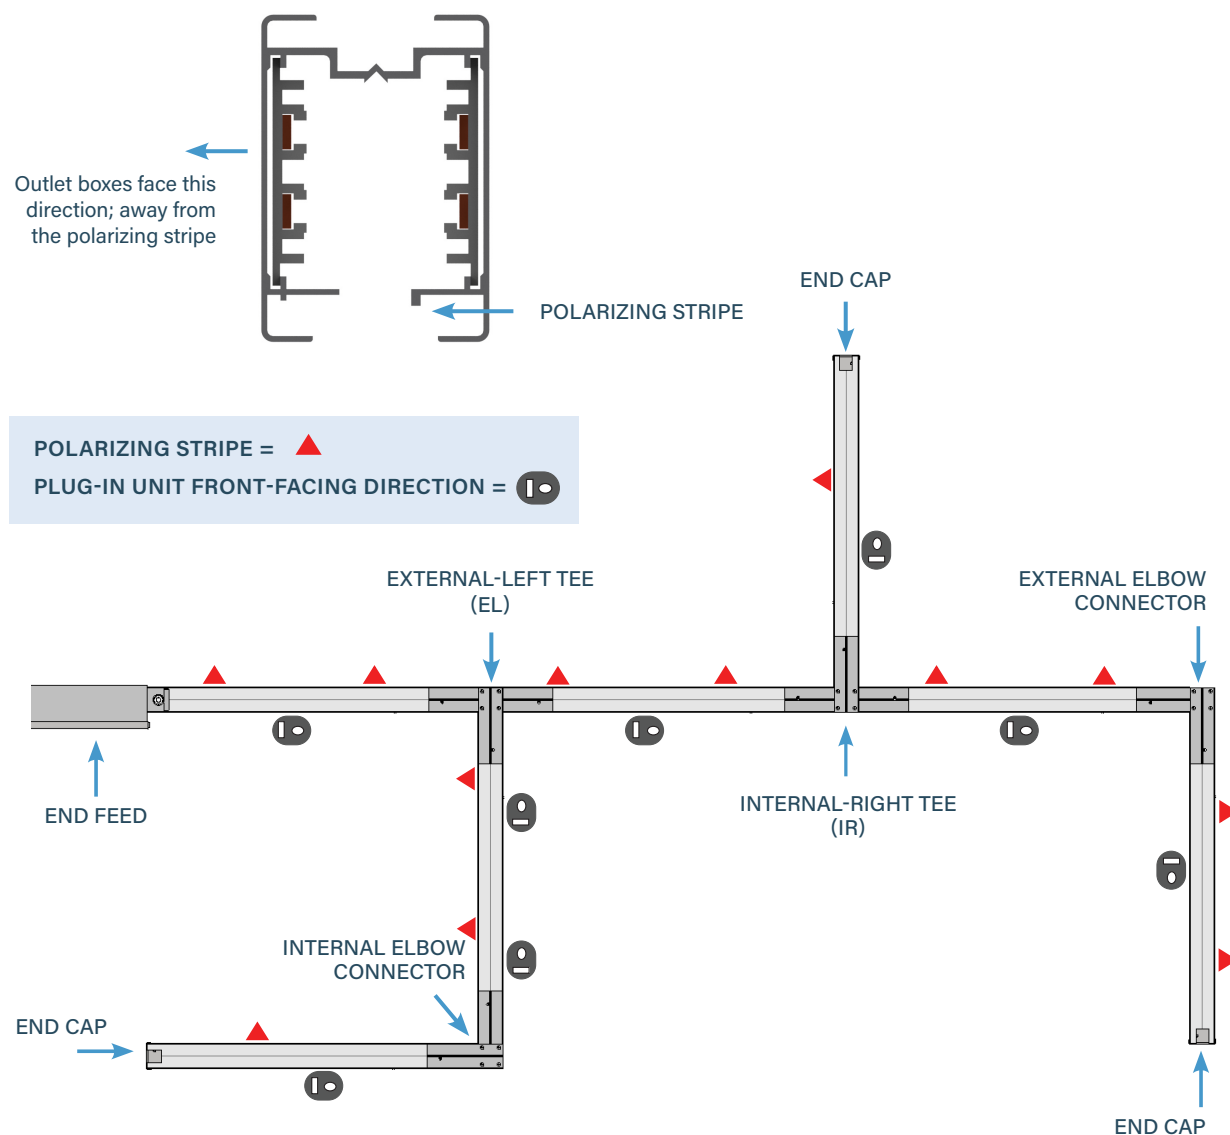 Outlet boxes face this
direction; away from
the polarizing stripe
POLARIZING STRIPE
END CAP
POLARIZING STRIPE =
PLUG-IN UNIT FRONT-FACING DIRECTION =
EXTERNAL-LEFT TEE
(EL)
EXTERNAL ELBOW
CONNECTOR
END FEED
INTERNAL-RIGHT TEE
(IR)
INTERNAL ELBOW
CONNECTOR
END CAP
END CAP